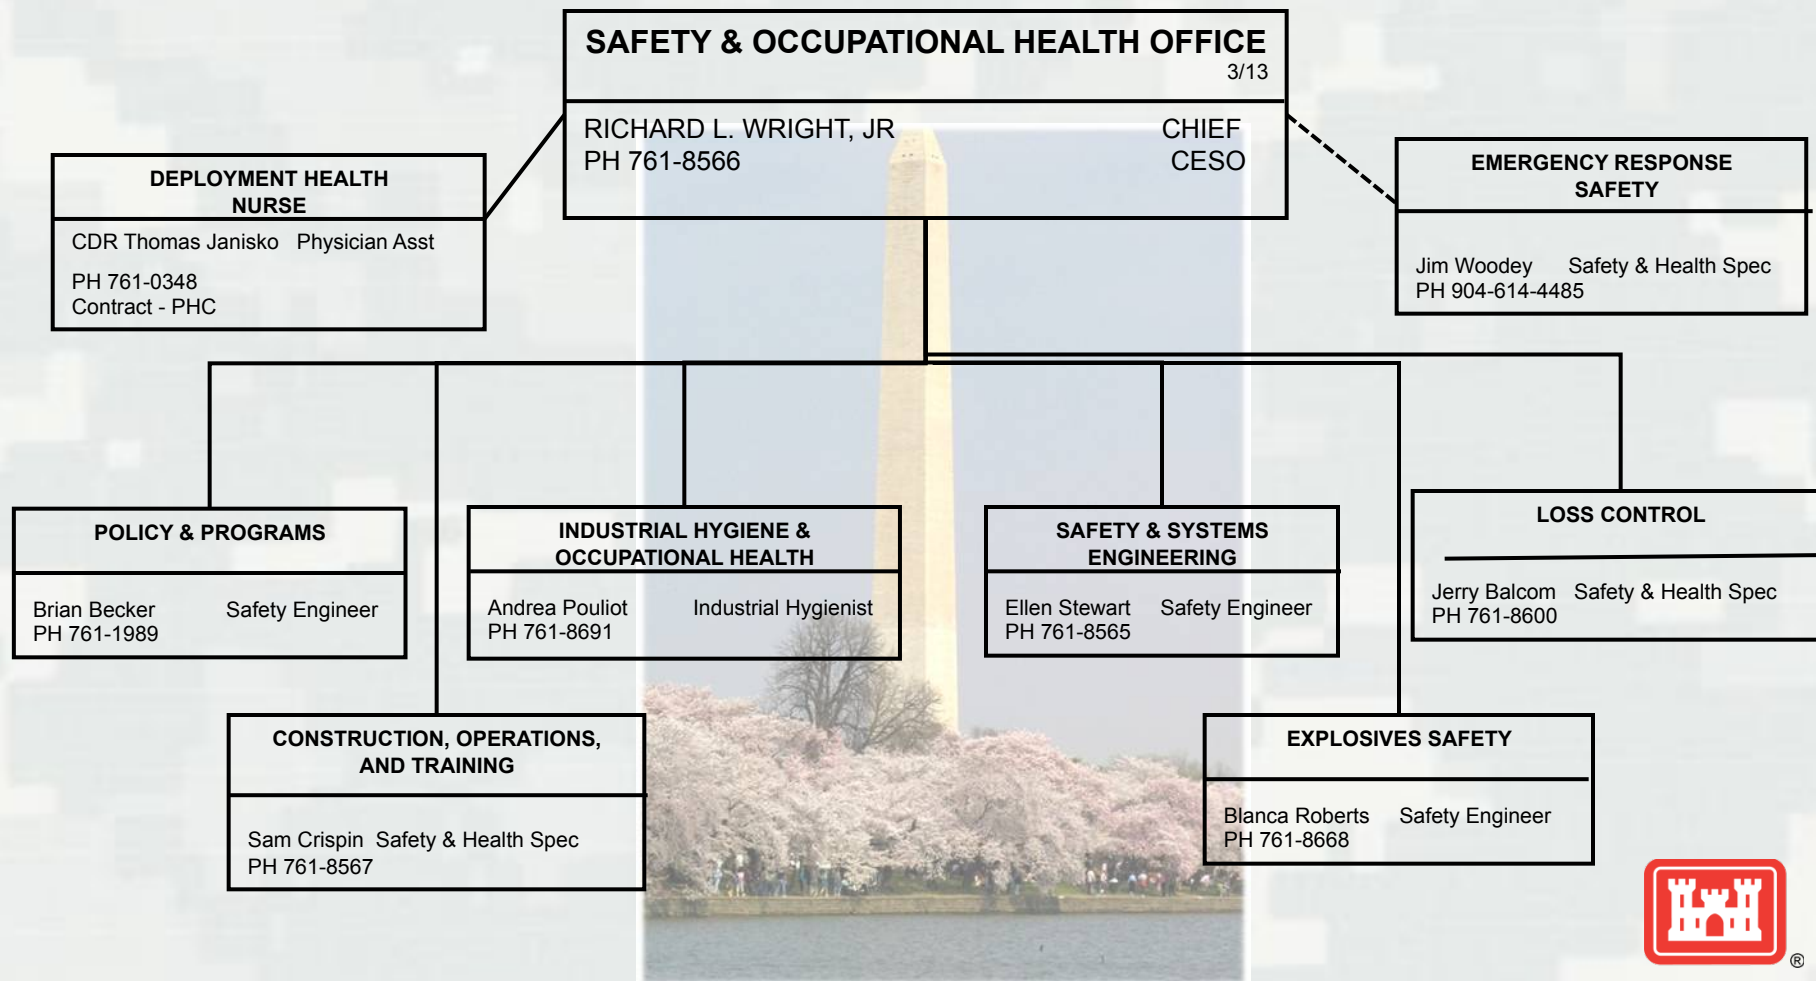 SAFETY & OCCUPATIONAL HEALTH OFFICE
3/13
RICHARD L. WRIGHT, JR CHIEF
PH 761-8566 CESO
DEPLOYMENT HEALTH
NURSE
CDR Thomas Janisko Physician Asst
PH 761-0348
Contract - PHC
EMERGENCY RESPONSE
SAFETY
Jim Woodey Safety & Health Spec
PH 904-614-4485
POLICY & PROGRAMS
Brian Becker Safety Engineer
PH 761-1989
INDUSTRIAL HYGIENE &
OCCUPATIONAL HEALTH
Andrea Pouliot Industrial Hygienist
PH 761-8691
SAFETY & SYSTEMS
ENGINEERING
Ellen Stewart Safety Engineer
PH 761-8565
LOSS CONTROL
Jerry Balcom Safety & Health Spec
PH 761-8600
CONSTRUCTION, OPERATIONS,
AND TRAINING
Sam Crispin Safety & Health Spec
PH 761-8567
EXPLOSIVES SAFETY
Blanca Roberts Safety Engineer
PH 761-8668
®